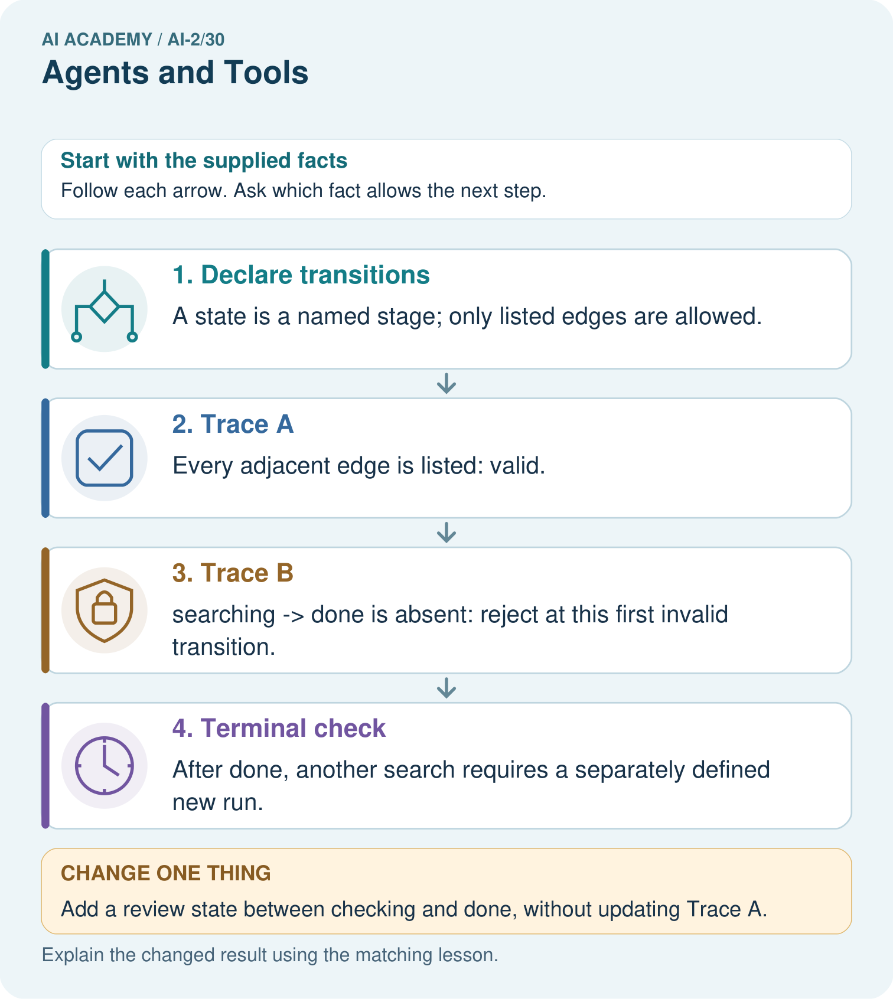 AI ACADEMY / AI-2/30
Agents and Tools
Start with the supplied facts
Follow each arrow. Ask which fact allows the next step.
1. Declare transitions
A state is a named stage; only listed edges are allowed.
2. Trace A
Every adjacent edge is listed: valid.
3. Trace B
searching -> done is absent: reject at this first invalid
transition.
4. Terminal check
After done, another search requires a separately defined
new run.
CHANGE ONE THING
Add a review state between checking and done, without updating Trace A.
Explain the changed result using the matching lesson.